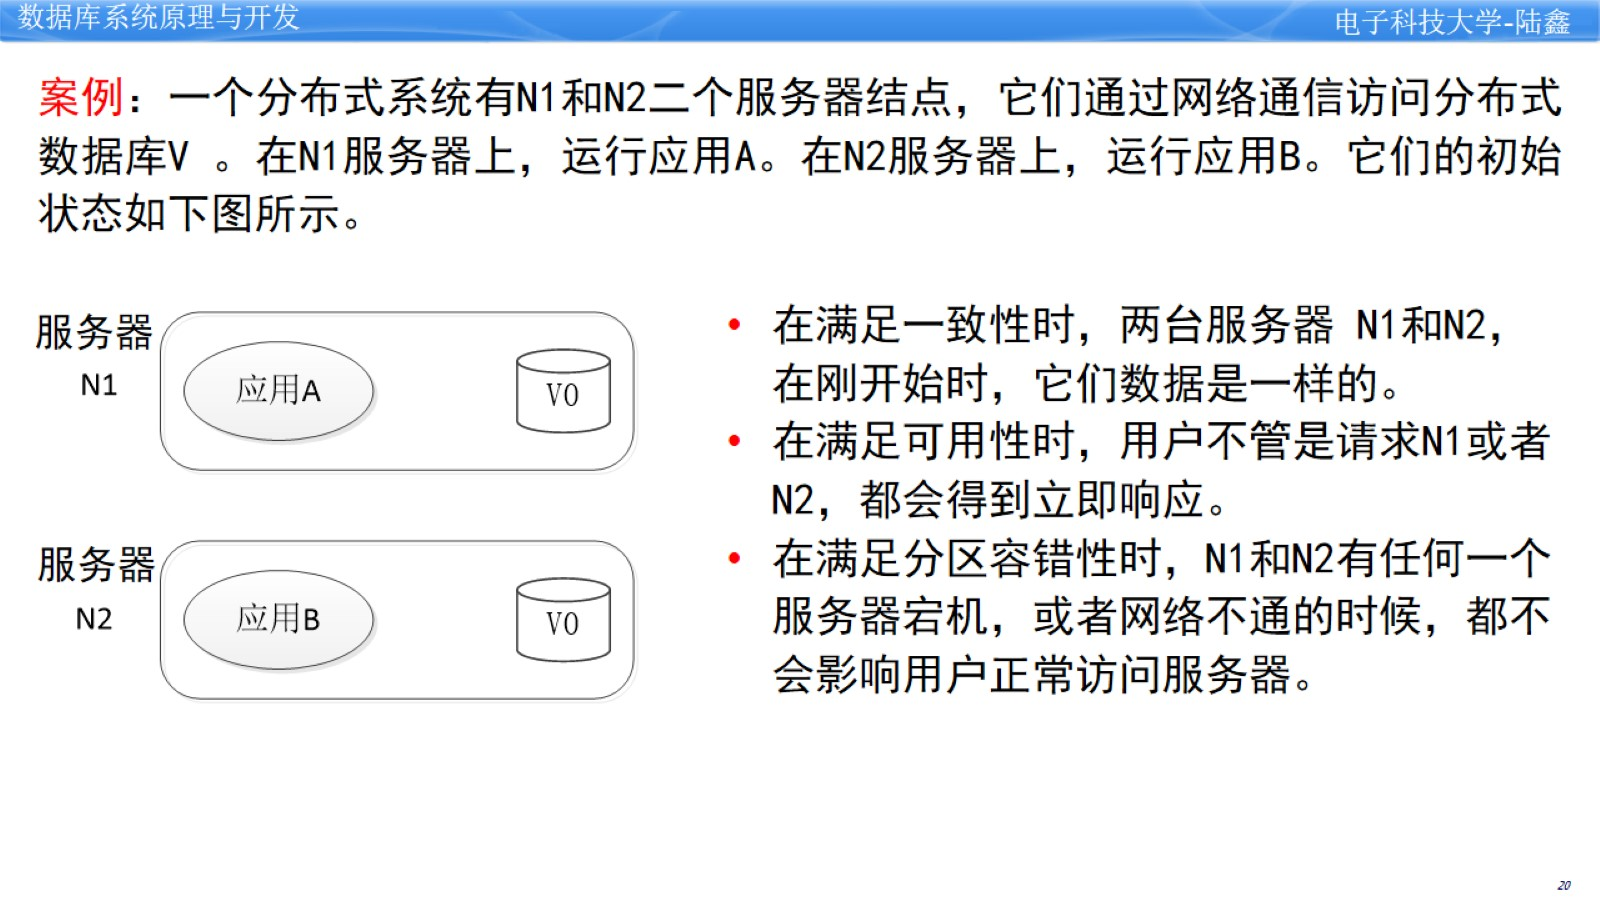 数据库系统原理与开发
电子科技大学-陆鑫
案例：一个分布式系统有N1和N2二个服务器结点，它们通过网络通信访问分布式
数据库V 。在N1服务器上，运行应用A。在N2服务器上，运行应用B。它们的初始
状态如下图所示。
服务器
N1
应用A
V0
服务器
N2
应用B
V0
• 在满足一致性时，两台服务器 N1和N2，
在刚开始时，它们数据是一样的。
• 在满足可用性时，用户不管是请求N1或者
N2，都会得到立即响应。
• 在满足分区容错性时，N1和N2有任何一个
服务器宕机，或者网络不通的时候，都不
会影响用户正常访问服务器。
20